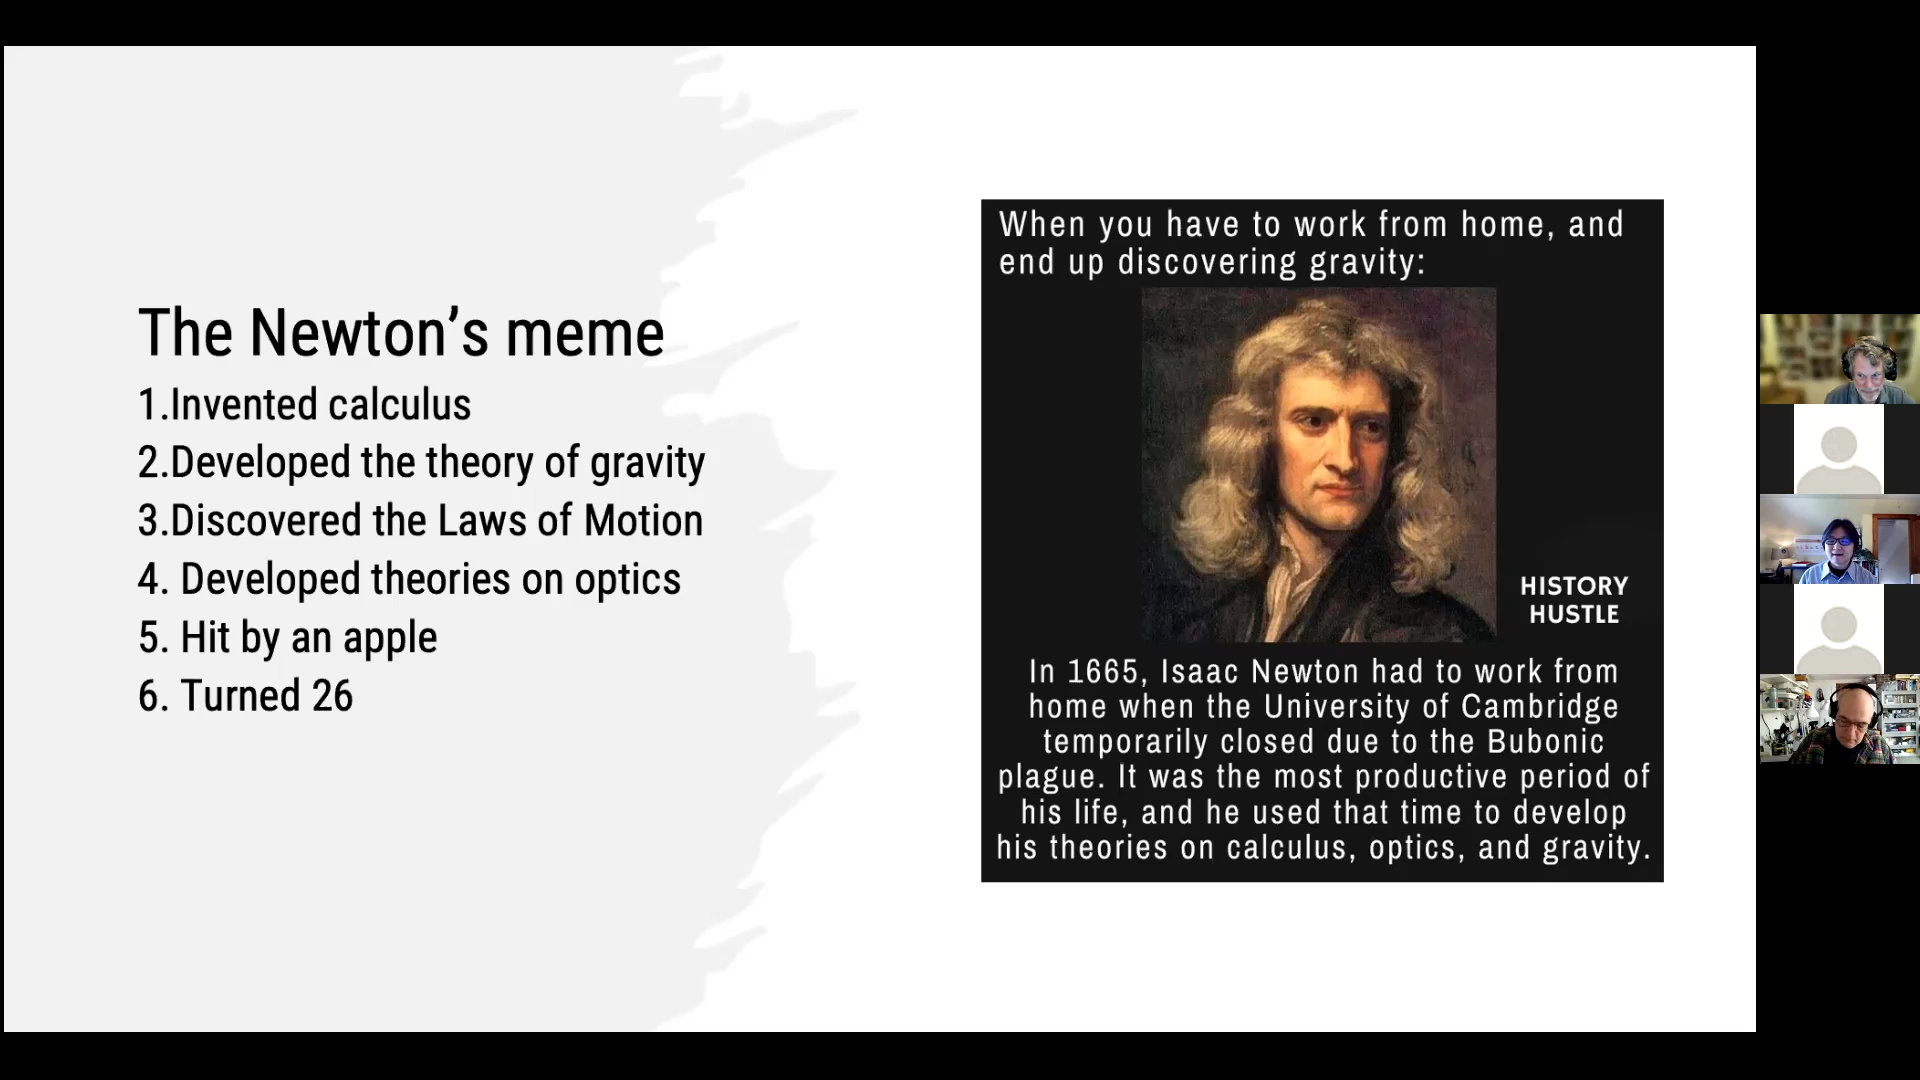 The Newton’s meme
1.Invented calculus
2.Developed the theory of gravity
3.Discovered the Laws of Motion
4. Developed theories on optics
5. Hit by an apple
6. Turned 26
When you have to work from home, and
end up discovering gravity:
HISTORY
HUSTLE
In 1665, Isaac Newton had to work from
home when the University of Cambridge
temporarily closed due to the Bubonic
plague. It was the most productive period of
his life, and he used that time to develop
his theories on calculus, optics, and gravity.